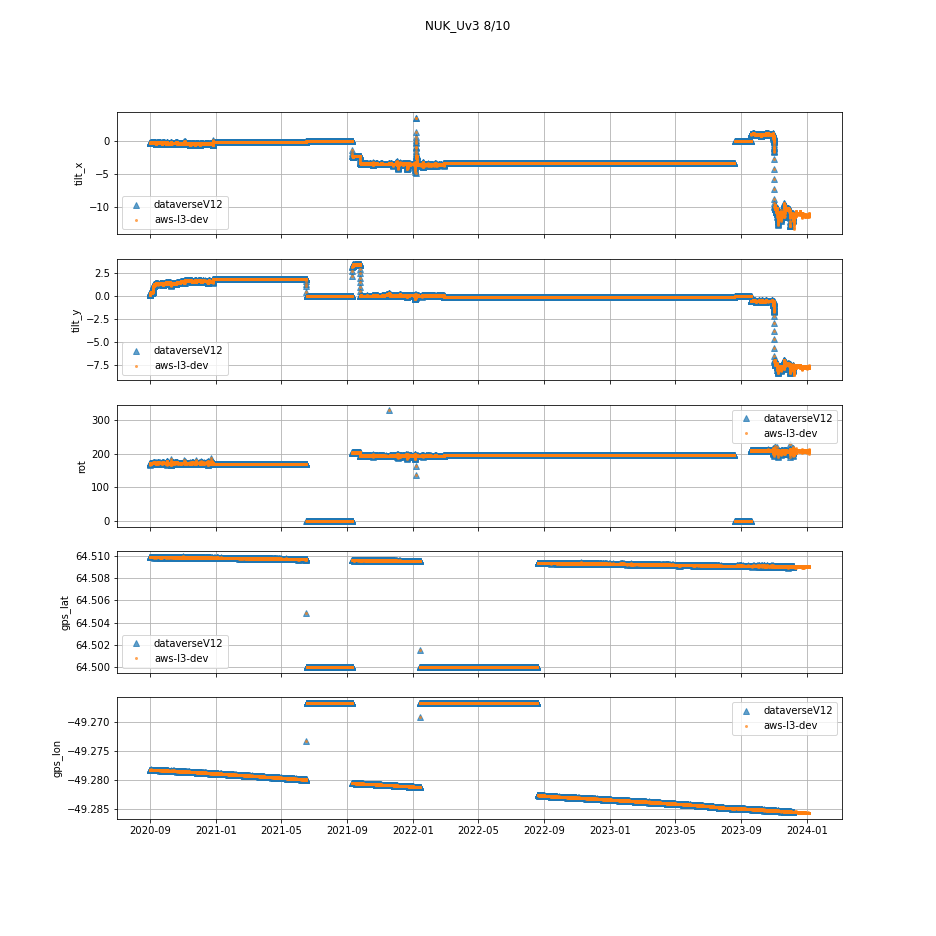 NUK_Uv3 8/10
0
−5
−10
tilt_x
dataverseV12
aws-l3-dev
2.5
0.0
−2.5
−5.0
−7.5
tilt_y
dataverseV12
aws-l3-dev
300
200
100
0
rot
dataverseV12
aws-l3-dev
64.510
64.508
64.506
64.504
64.502
64.500
gps_lat
dataverseV12
aws-l3-dev
−49.270
−49.275
−49.280
−49.285
gps_lon
dataverseV12
aws-l3-dev
2020-09 2021-01 2021-05 2021-09 2022-01 2022-05 2022-09 2023-01 2023-05 2023-09 2024-01